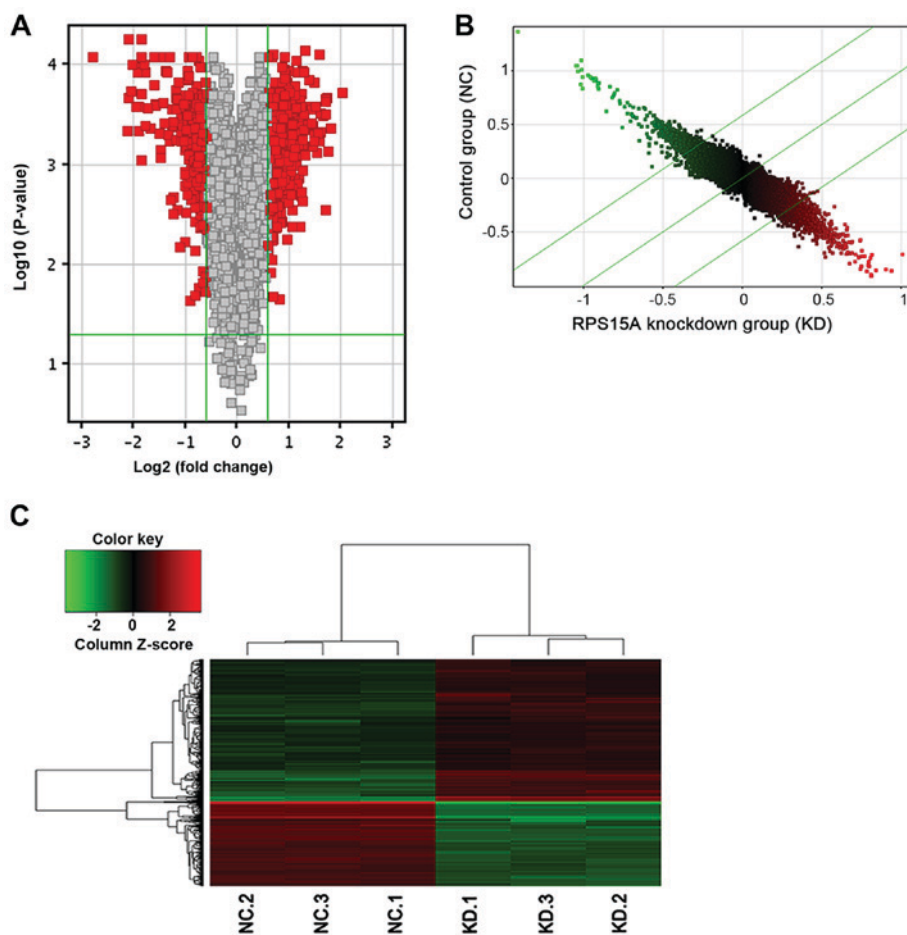 A
4
3
2
1
Log10 (P-value)
-3 -2 -1 0 1 2 3
Log2 (fold change)
B
1
0.5
0
-0.5
Control group (NC)
-1 -0.5 0 0.5 1
RPS15A knockdown group (KD)
C
Color key
-2 0 2
Column Z-score
NC.2 NC.3 NC.1 KD.1 KD.3 KD.2